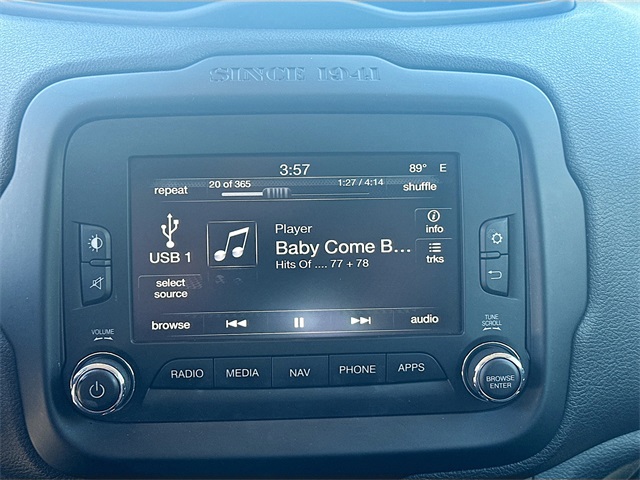 SINCE 1941
3:57 89° E
20 of 365 1:27 / 4:14
repeat shuffle
Player
info
USB 1 Baby Come B...
Hits Of .... 77 + 78
trks
select
source
browse audio
VOLUME
TUNE
SCROLL
RADIO MEDIA NAV PHONE APPS
BROWSE
ENTER